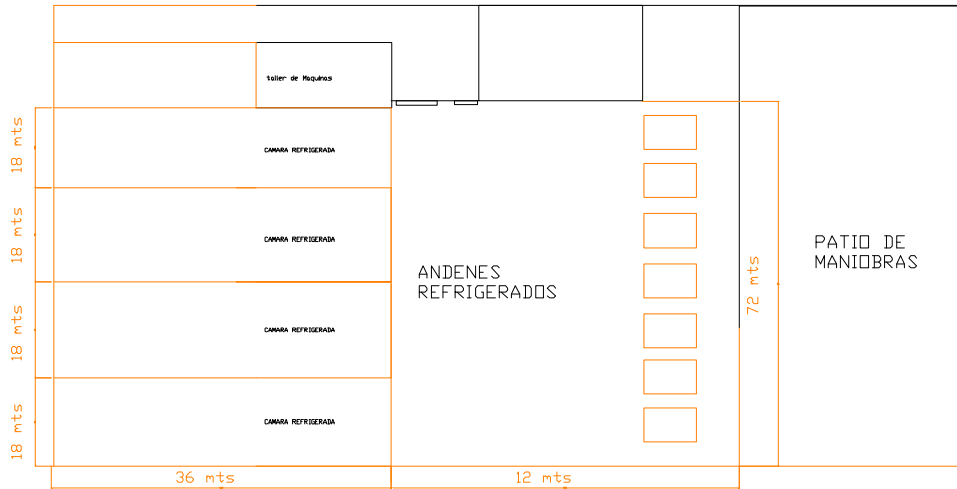 taller de Maquinas
18 mts
CAMARA REFRIGERADA
18 mts
CAMARA REFRIGERADA
ANDENES
REFRIGERADOS
PATIO DE
MANIOBRAS
72 mts
18 mts
CAMARA REFRIGERADA
18 mts
CAMARA REFRIGERADA
36 mts
12 mts